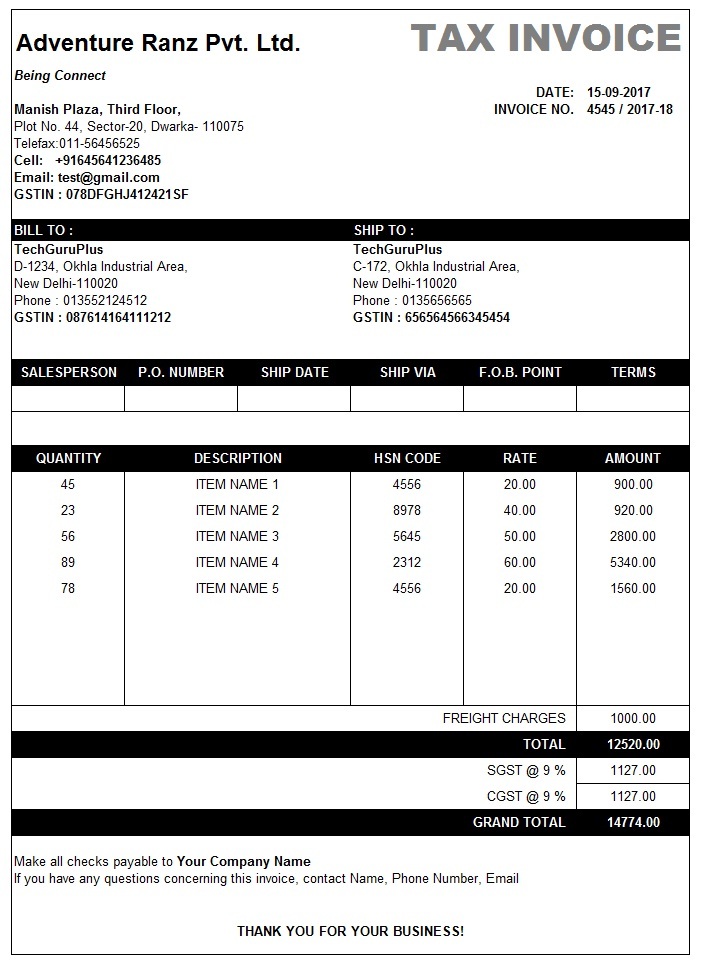 Adventure Ranz Pvt. Ltd. TAX INVOICE
Being Connect
DATE: 15-09-2017
Manish Plaza, Third Floor, INVOICE NO. 4545 / 2017-18
Plot No. 44, Sector-20, Dwarka- 110075
Telefax:011-56456525
Cell: +91645641236485
Email: test@gmail.com
GSTIN : 078DFGHJ412421SF
BILL TO : SHIP TO :
TechGuruPlus TechGuruPlus
D-1234, Okhla Industrial Area, C-172, Okhla Industrial Area,
New Delhi-110020 New Delhi-110020
Phone : 013552124512 Phone : 0135656565
GSTIN : 087614164111212 GSTIN : 656564566345454
SALESPERSON P.O. NUMBER SHIP DATE SHIP VIA F.O.B. POINT TERMS
QUANTITY DESCRIPTION HSN CODE RATE AMOUNT
45 ITEM NAME 1 4556 20.00 900.00
23 ITEM NAME 2 8978 40.00 920.00
56 ITEM NAME 3 5645 50.00 2800.00
89 ITEM NAME 4 2312 60.00 5340.00
78 ITEM NAME 5 4556 20.00 1560.00
FREIGHT CHARGES 1000.00
TOTAL 12520.00
SGST @ 9 % 1127.00
CGST @ 9 % 1127.00
GRAND TOTAL 14774.00
Make all checks payable to Your Company Name
If you have any questions concerning this invoice, contact Name, Phone Number, Email
THANK YOU FOR YOUR BUSINESS!